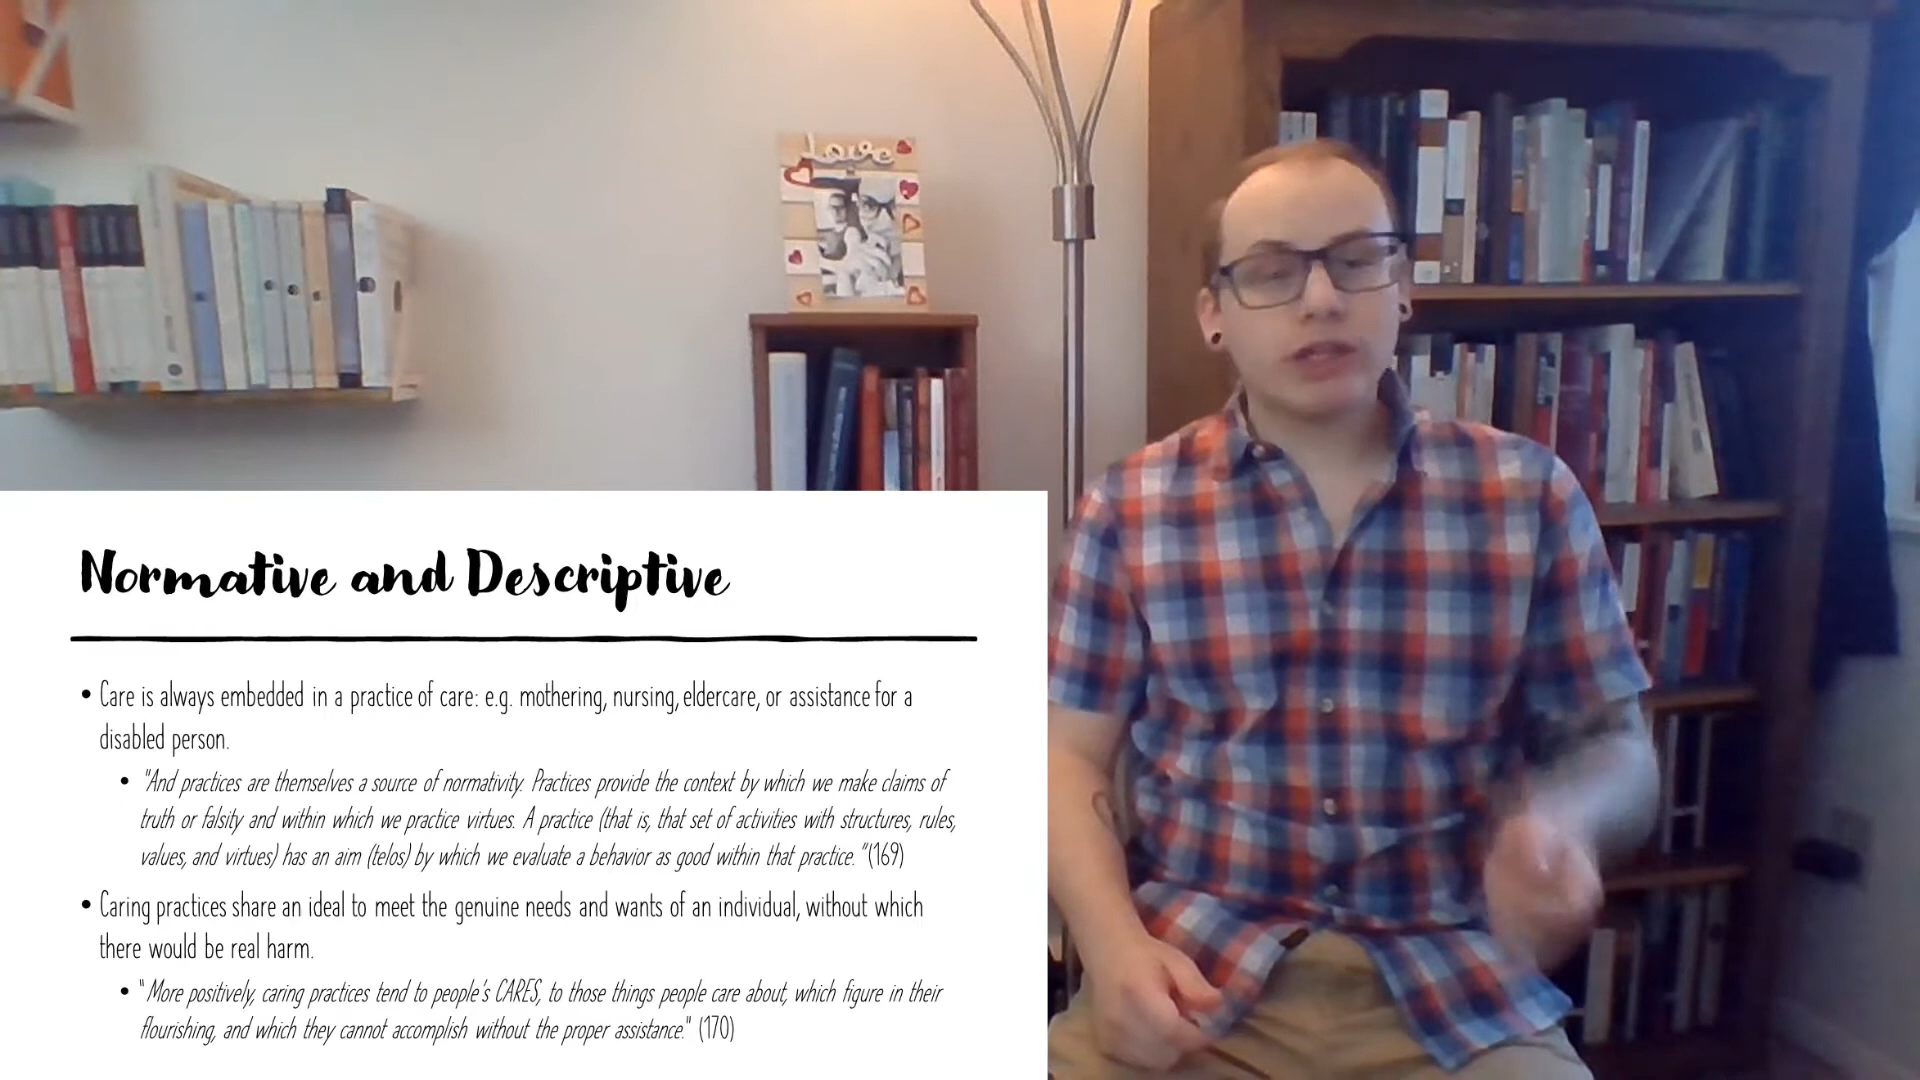 Love
Normative and Descriptive
• Care is always embedded in a practice of care: e.g. mothering, nursing, eldercare, or assistance for a
disabled person.
• "And practices are themselves a source of normativity. Practices provide the context by which we make claims of
truth or falsity and within which we practice virtues. A practice (that is, that set of activities with structures, rules,
values, and virtues) has an aim (telos) by which we evaluate a behavior as good within that practice. "(169)
• Caring practices share an ideal to meet the genuine needs and wants of an individual, without which
there would be real harm.
• "More positively, caring practices tend to people's CARES, to those things people care about, which figure in their
flourishing, and which they cannot accomplish without the proper assistance." (170)